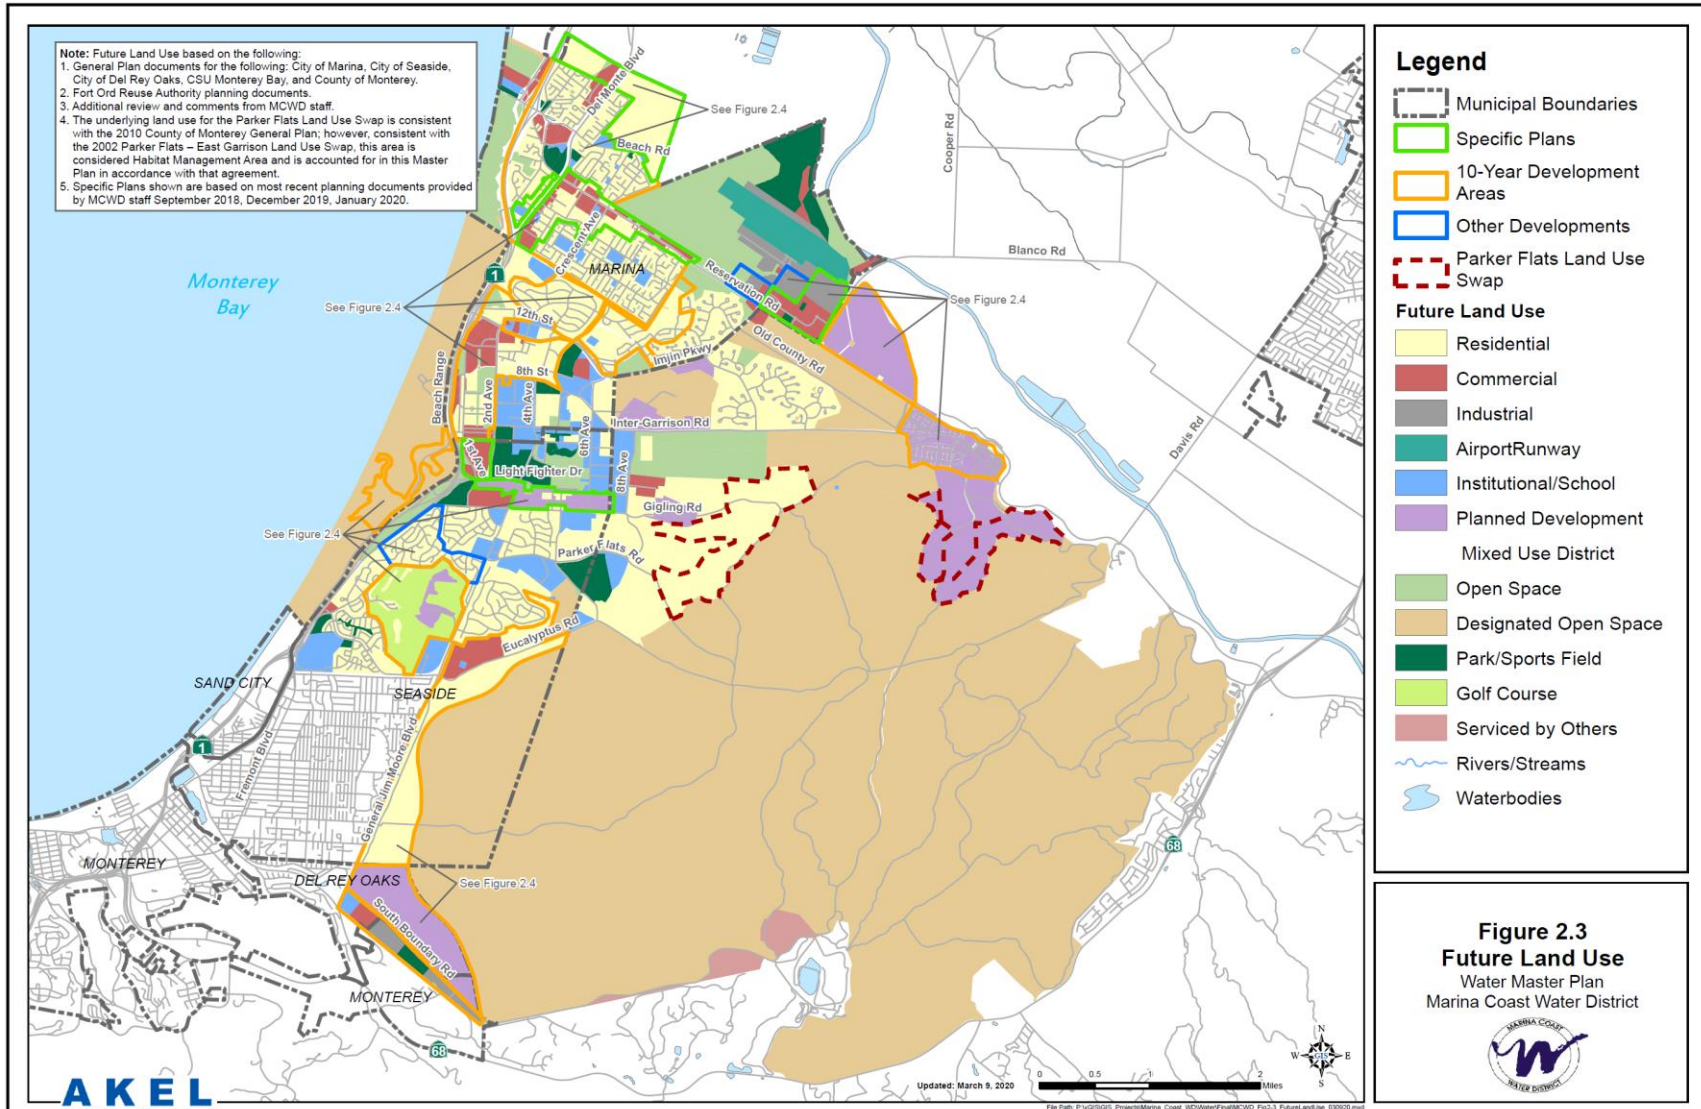 Note: Future Land Use based on the following:
1. General Plan documents for the following: City of Marina, City of Seaside,
City of Del Rey Oaks, CSU Monterey Bay, and County of Monterey.
2. Fort Ord Reuse Authority planning documents.
3. Additional review and comments from MCWD staff.
4. The underlying land use for the Parker Flats Land Use Swap is consistent
with the 2010 County of Monterey General Plan; however, consistent with
the 2002 Parker Flats – East Garrison Land Use Swap, this area is
considered Habitat Management Area and is accounted for in this Master
Plan in accordance with that agreement.
5. Specific Plans shown are based on most recent planning documents provided
by MCWD staff September 2018, December 2019, January 2020.
Del Monte Blvd
See Figure 2.4
Beach Rd
Cooper Rd
Crescent Ave
Blanco Rd
MARINA
1
Monterey
Bay
Reservation Rd
See Figure 2.4
See Figure 2.4
12th St
Old County Rd
Imjin Pkwy
8th St
Beach Range
2nd Ave
4th Ave
6th Ave
Inter-Garrison Rd
Davis Rd
1st Ave
Light Fighter Dr
8th Ave
Gigling Rd
See Figure 2.4
Parker Flats Rd
Eucalyptus Rd
SAND CITY
SEASIDE
1
Fremont Blvd
General Jim Moore Blvd
68
MONTEREY
DEL REY OAKS
See Figure 2.4
South Boundary Rd
MONTEREY
68
AKEL
Updated: March 9, 2020
0 0.5 1 2
Miles
N
W GIS E
S
File Path: P:\xGIS\GIS_Projects\Marina_Coast_WD\Water\Final\MCWD_Fig2-3_FutureLandUse_030920.mxd
Legend
Municipal Boundaries
Specific Plans
10-Year Development
Areas
Other Developments
Parker Flats Land Use
Swap
Future Land Use
Residential
Commercial
Industrial
AirportRunway
Institutional/School
Planned Development
Mixed Use District
Open Space
Designated Open Space
Park/Sports Field
Golf Course
Serviced by Others
Rivers/Streams
Waterbodies
Figure 2.3
Future Land Use
Water Master Plan
Marina Coast Water District
MARINA COAST
WATER DISTRICT